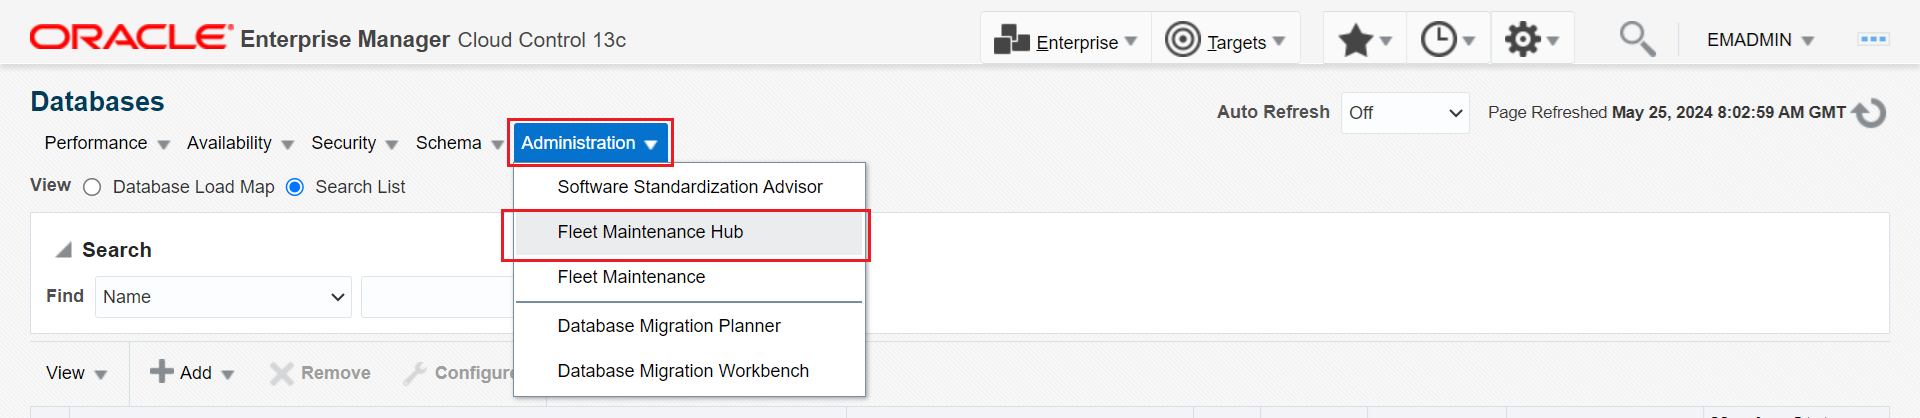 ORACLE Enterprise Manager Cloud Control 13c Enterprise Targets EMADMIN
Databases
Auto Refresh Off Page Refreshed May 25, 2024 8:02:59 AM GMT
Performance Availability Security Schema Administration
View Database Load Map Search List
Software Standardization Advisor
Fleet Maintenance Hub
Fleet Maintenance
Database Migration Planner
Database Migration Workbench
Search
Find Name
View Add Remove Configure